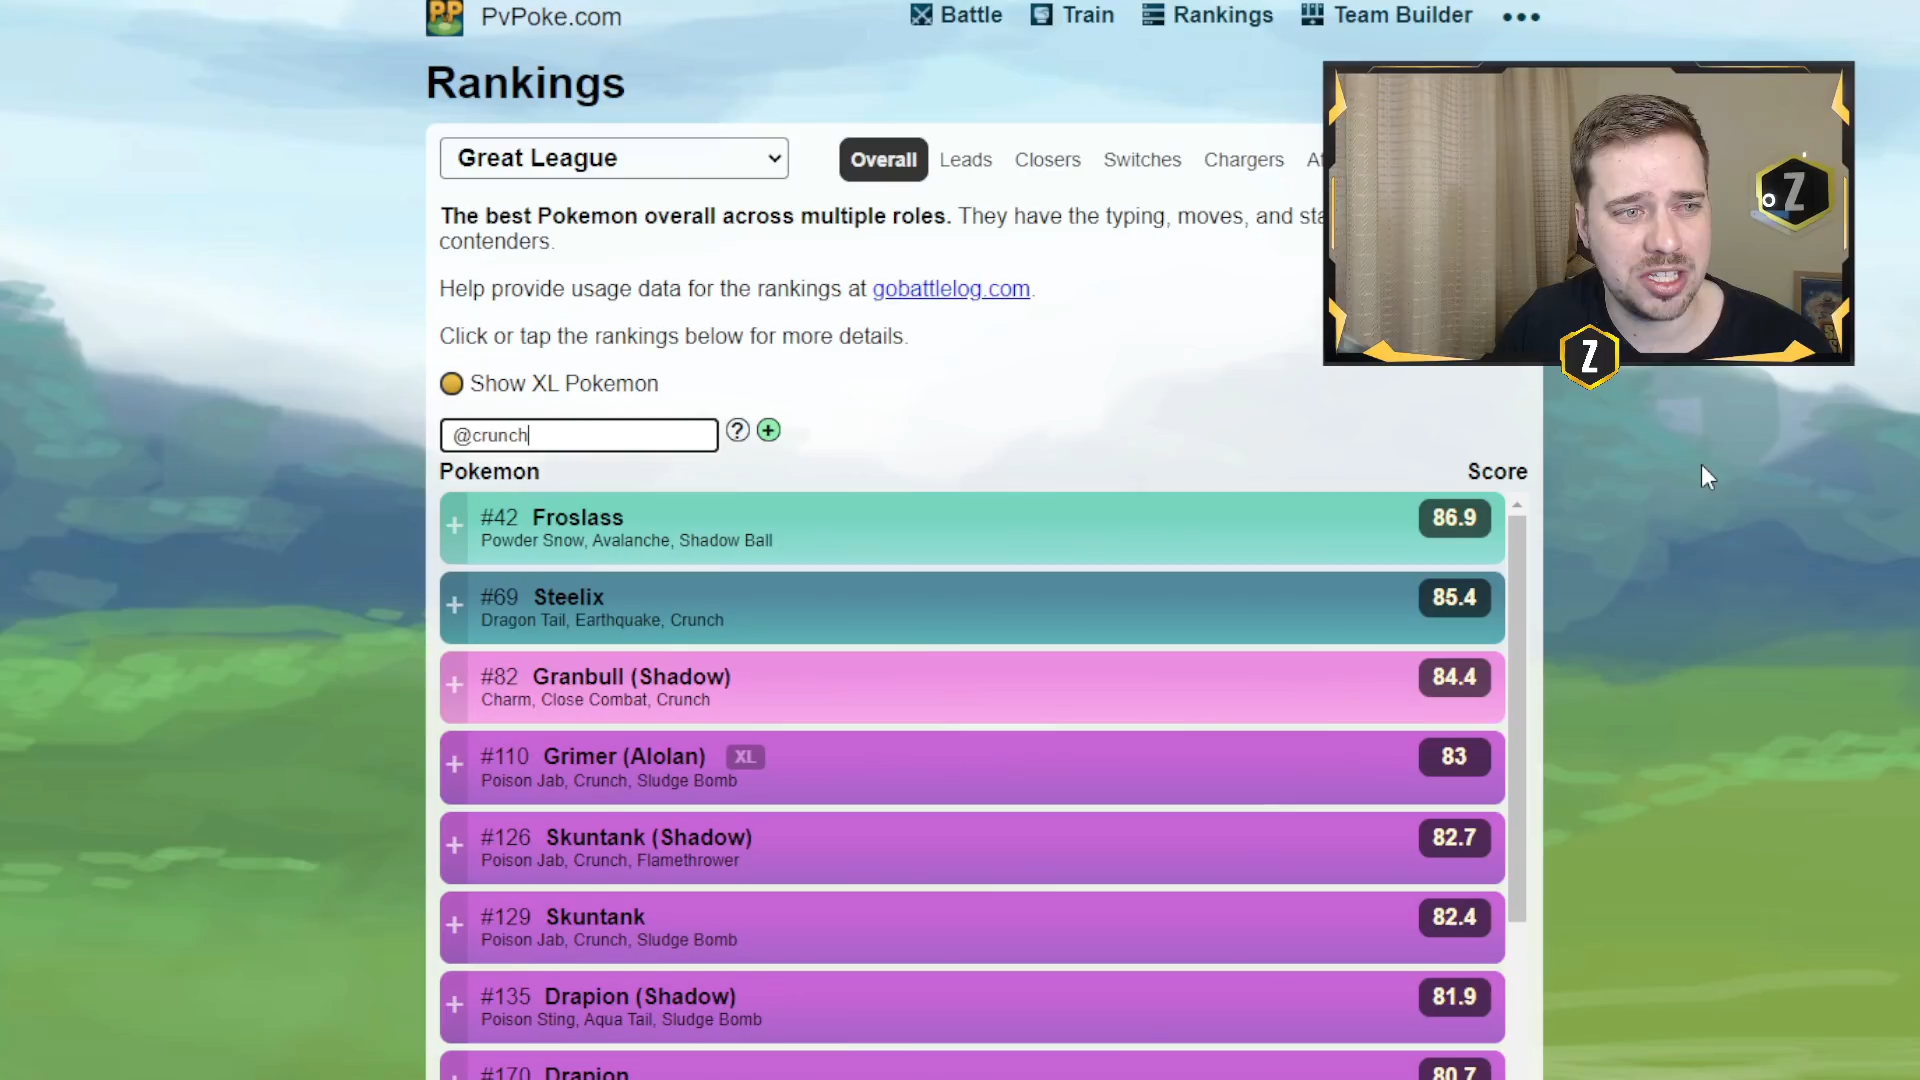 PP PvPoke.com
Battle Train Rankings Team Builder
Rankings
Great League
Overall Leads Closers Switches Chargers
The best Pokemon overall across multiple roles. They have the typing, moves, and
contenders.
Help provide usage data for the rankings at gobattlelog.com.
Click or tap the rankings below for more details.
Show XL Pokemon
@crunch ? +
Pokemon Score
+ #42 Froslass 86.9
Powder Snow, Avalanche, Shadow Ball
+ #69 Steelix 85.4
Dragon Tail, Earthquake, Crunch
+ #82 Granbull (Shadow) 84.4
Charm, Close Combat, Crunch
+ #110 Grimer (Alolan) XL 83
Poison Jab, Crunch, Sludge Bomb
+ #126 Skuntank (Shadow) 82.7
Poison Jab, Crunch, Flamethrower
+ #129 Skuntank 82.4
Poison Jab, Crunch, Sludge Bomb
+ #135 Drapion (Shadow) 81.9
Poison Sting, Aqua Tail, Sludge Bomb
#170 Drapion 80.7
Z
Z